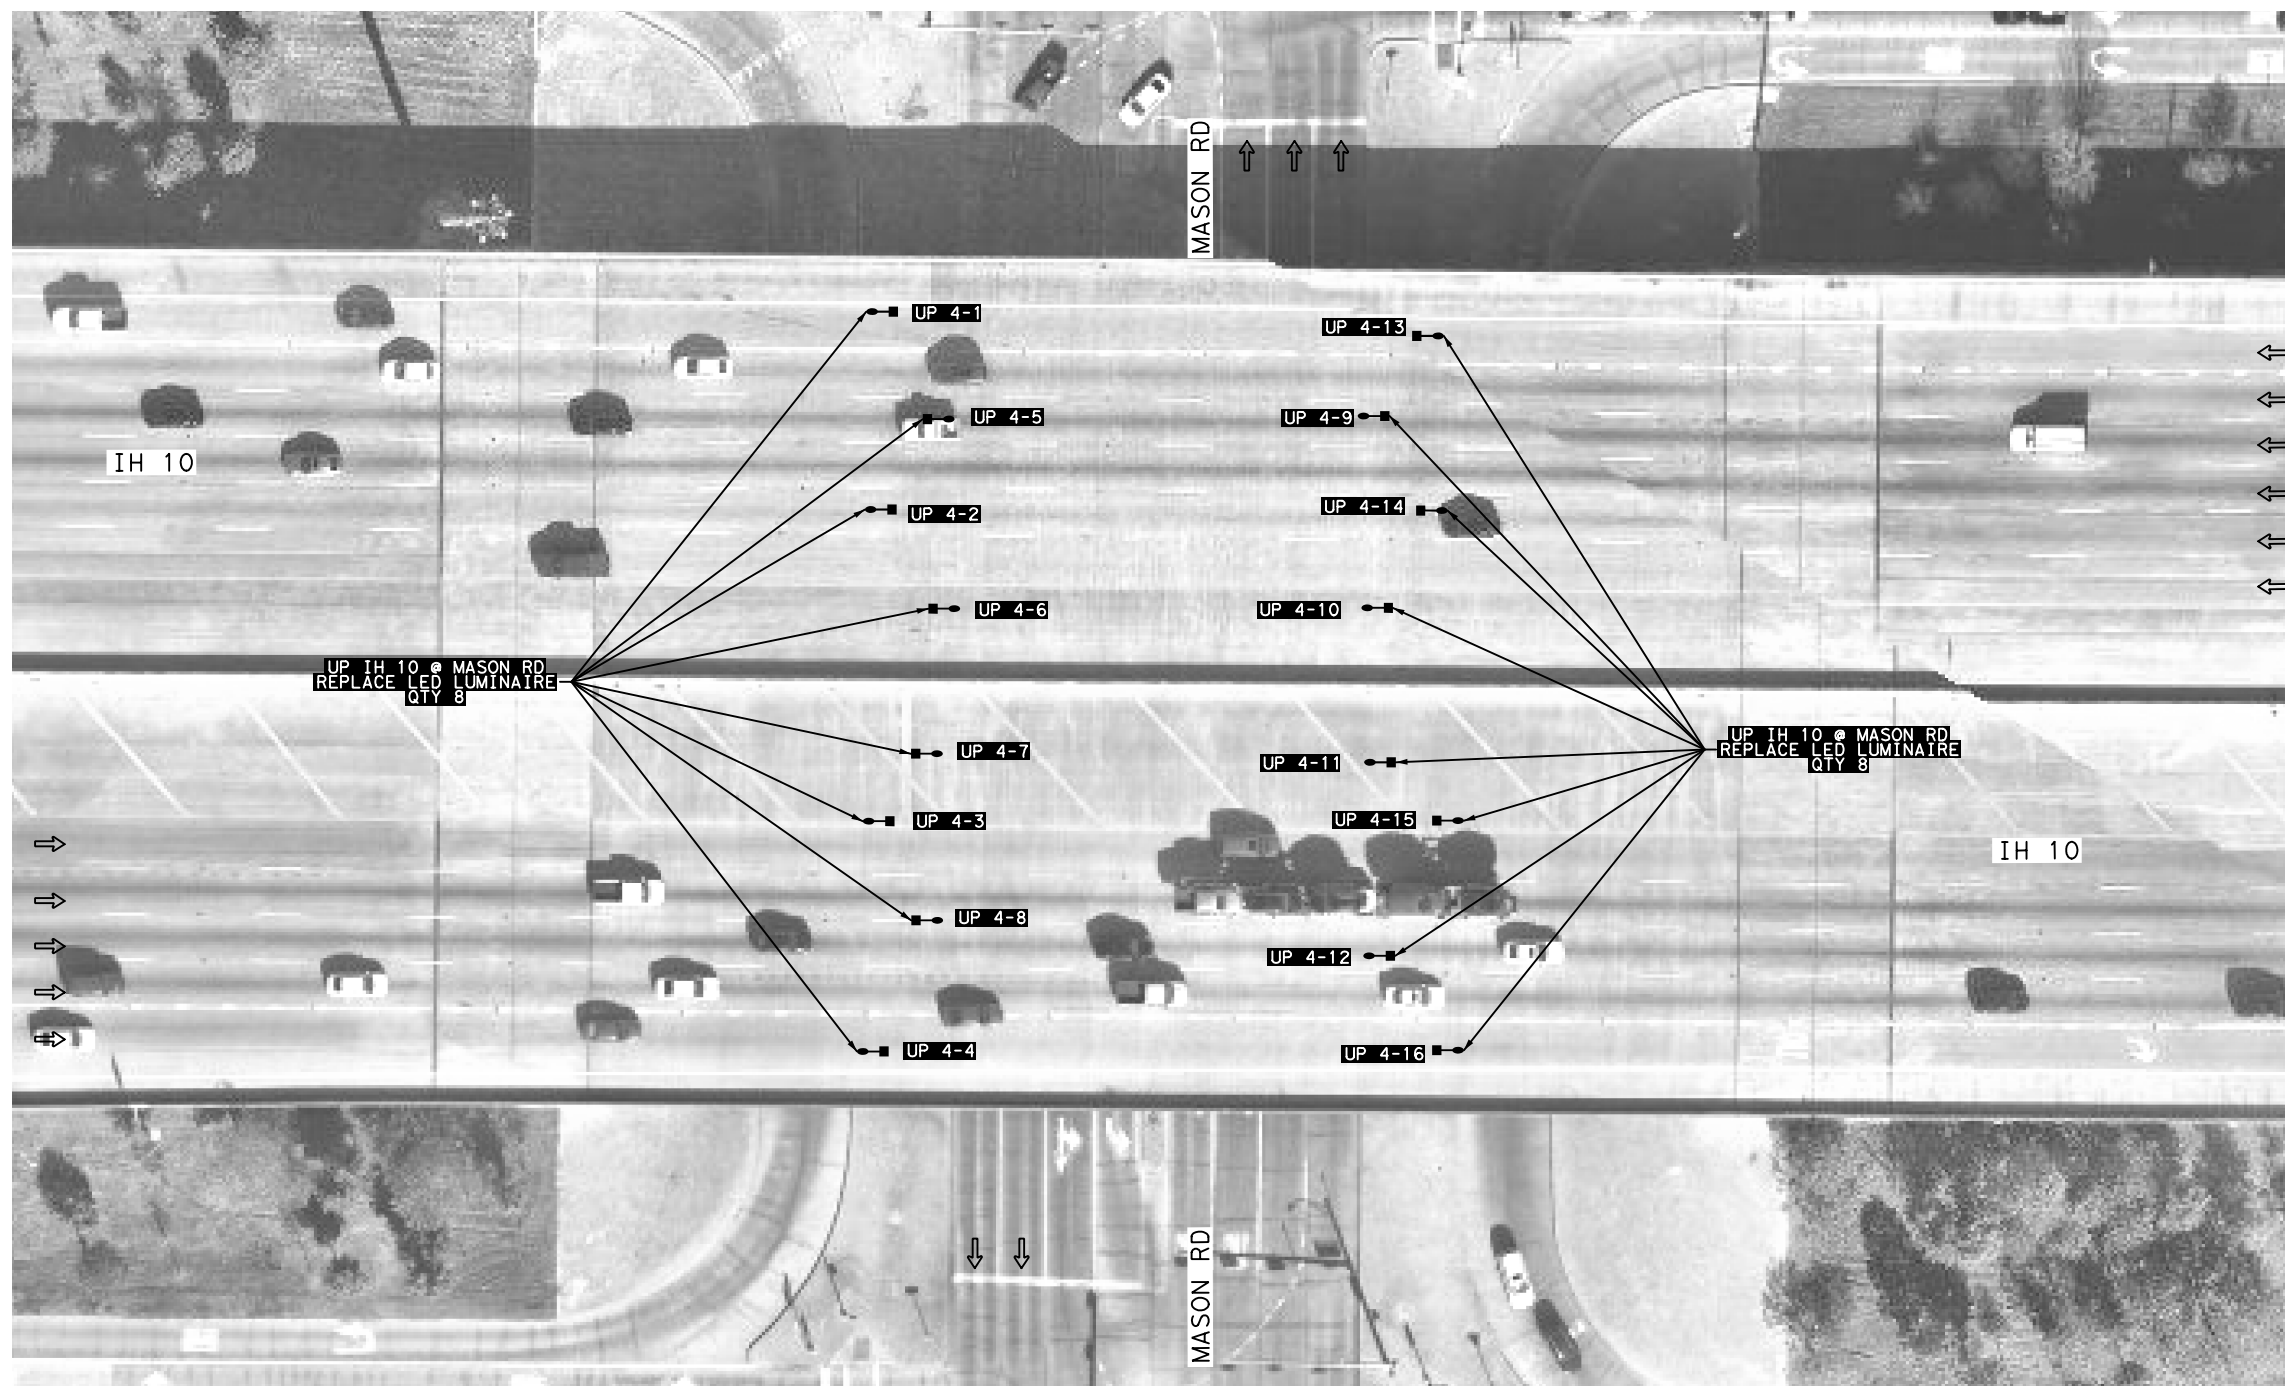 MASON RD
UP 4-1
UP 4-13
UP 4-5
UP 4-9
IH 10
UP 4-2
UP 4-14
UP 4-6
UP 4-10
UP IH 10 @ MASON RD
REPLACE LED LUMINAIRE
QTY 8
UP 4-7
UP 4-11
UP IH 10 @ MASON RD
REPLACE LED LUMINAIRE
QTY 8
UP 4-3
UP 4-15
IH 10
UP 4-8
UP 4-12
UP 4-4
UP 4-16
MASON RD